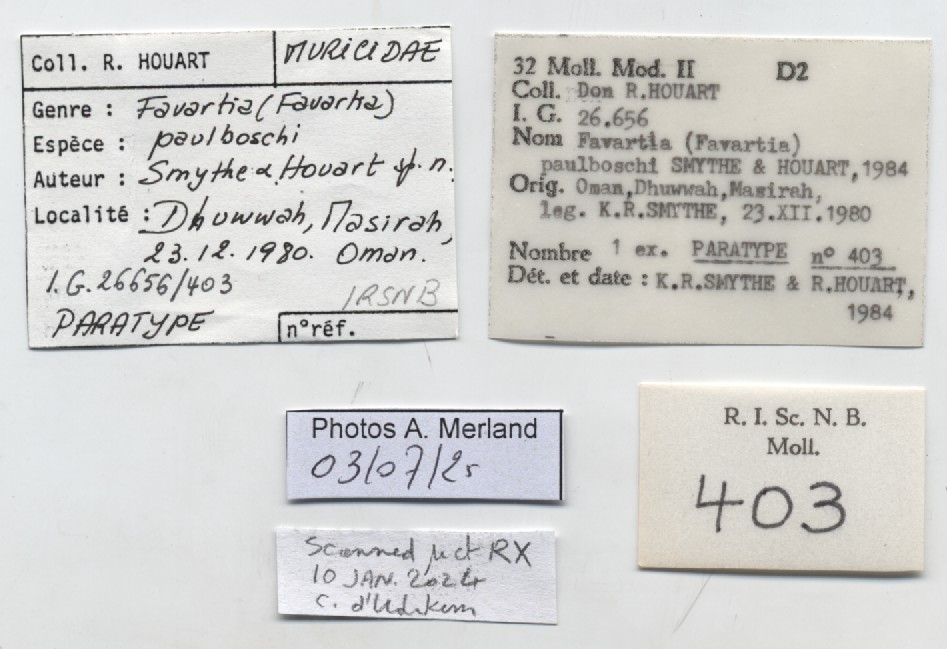 Coll. R. HOUART
MURICIDAE
Genre : Favartia (Favartia)
Espèce : paulboschi
Auteur : Smythe & Houart sp. n.
Localité : Dhuwwah, Masirah,
23.12.1980. Oman.
I.G. 26656/403
IRSNB
PARATYPE
n°réf.
32 Moll. Mod. II D2
Coll. Don R.HOUART
I. G. 26.656
Nom Favartia (Favartia)
paulboschi SMYTHE & HOUART, 1984
Orig. Oman,Dhuwwah,Masirah,
leg. K.R.SMYTHE, 23.XII.1980
Nombre 1 ex. PARATYPE n° 403
Dét. et date : K.R.SMYTHE & R.HOUART,
1984
Photos A. Merland
03/07/25
R. I. Sc. N. B.
Moll.
403
Scanned µct RX
10 JAN. 2024
C. d'Udekem